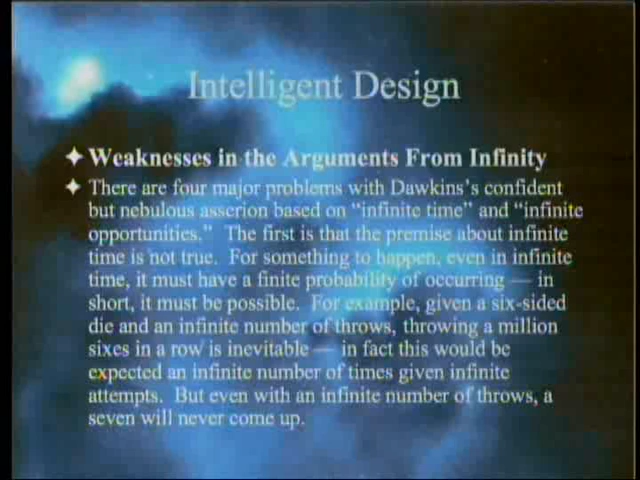 Intelligent Design
Weaknesses in the Arguments From Infinity
There are four major problems with Dawkins's confident
but nebulous asserion based on "infinite time" and "infinite
opportunities." The first is that the premise about infinite
time is not true. For something to happen, even in infinite
time, it must have a finite probability of occurring — in
short, it must be possible. For example, given a six-sided
die and an infinite number of throws, throwing a million
sixes in a row is inevitable — in fact this would be
expected an infinite number of times given infinite
attempts. But even with an infinite number of throws, a
seven will never come up.